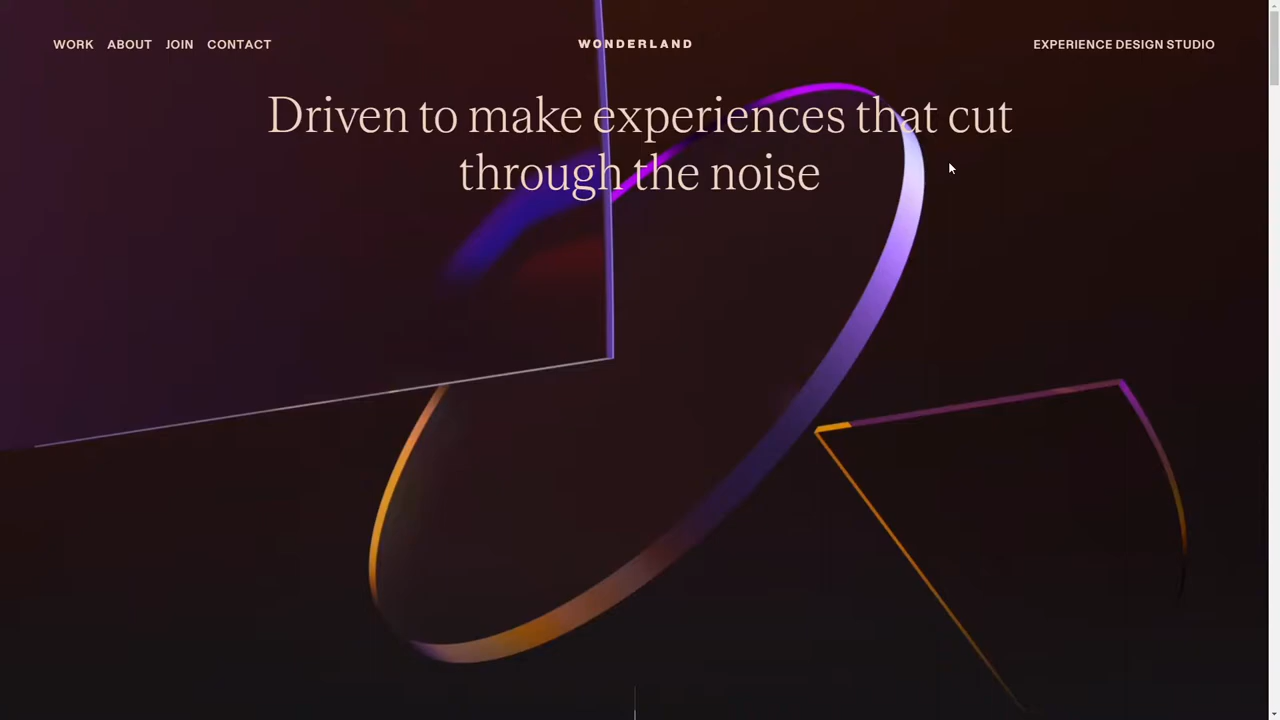 WORK ABOUT JOIN CONTACT WONDERLAND EXPERIENCE DESIGN STUDIO
Driven to make experiences that cut
through the noise